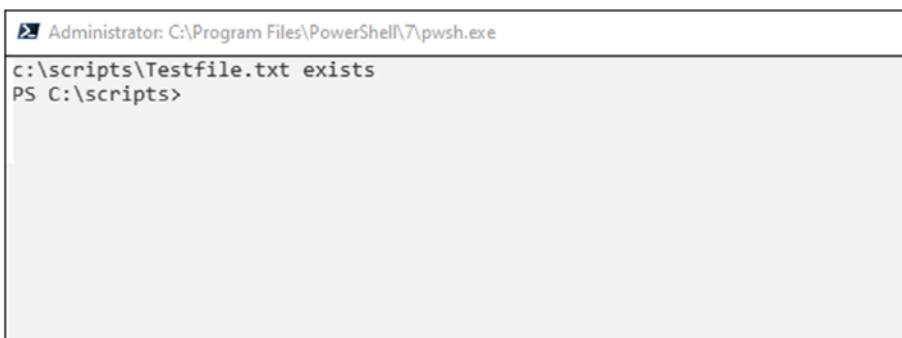 Administrator: C:\Program Files\PowerShell\7\pwsh.exe
c:\scripts\Testfile.txt exists
PS C:\scripts>